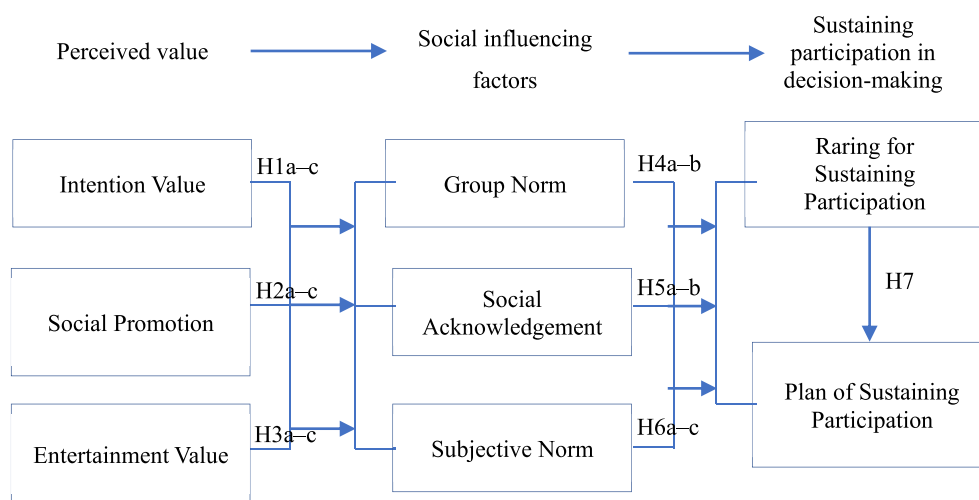 Perceived value
Social influencing
factors
Sustaining
participation in
decision-making
Intention Value
H1a–c
Group Norm
H4a–b
Raring for
Sustaining
Participation
Social Promotion
H2a–c
Social
Acknowledgement
H5a–b
H7
Entertainment Value
H3a–c
Subjective Norm
H6a–c
Plan of Sustaining
Participation